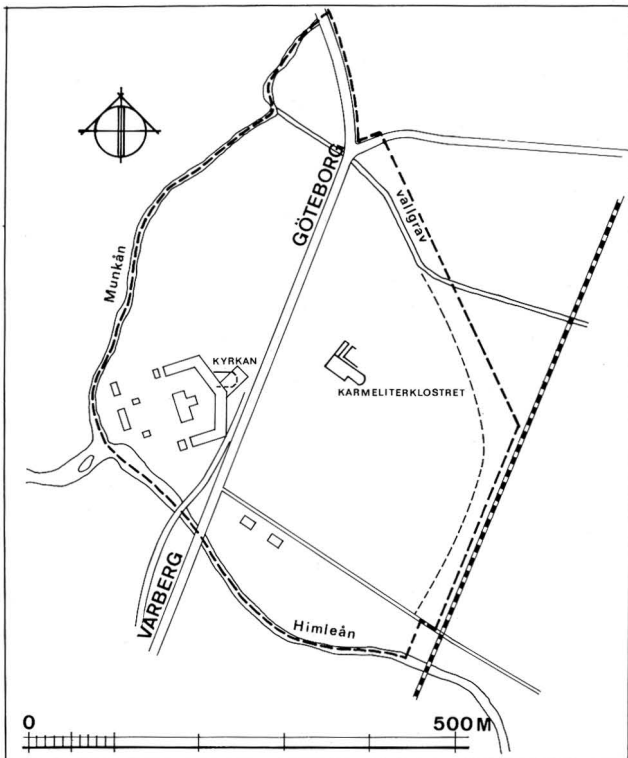 GÖTEBORG
vallgrav
Munkån
KYRKAN
KARMELITERKLOSTRET
VARBERG
Himleån
0
500M